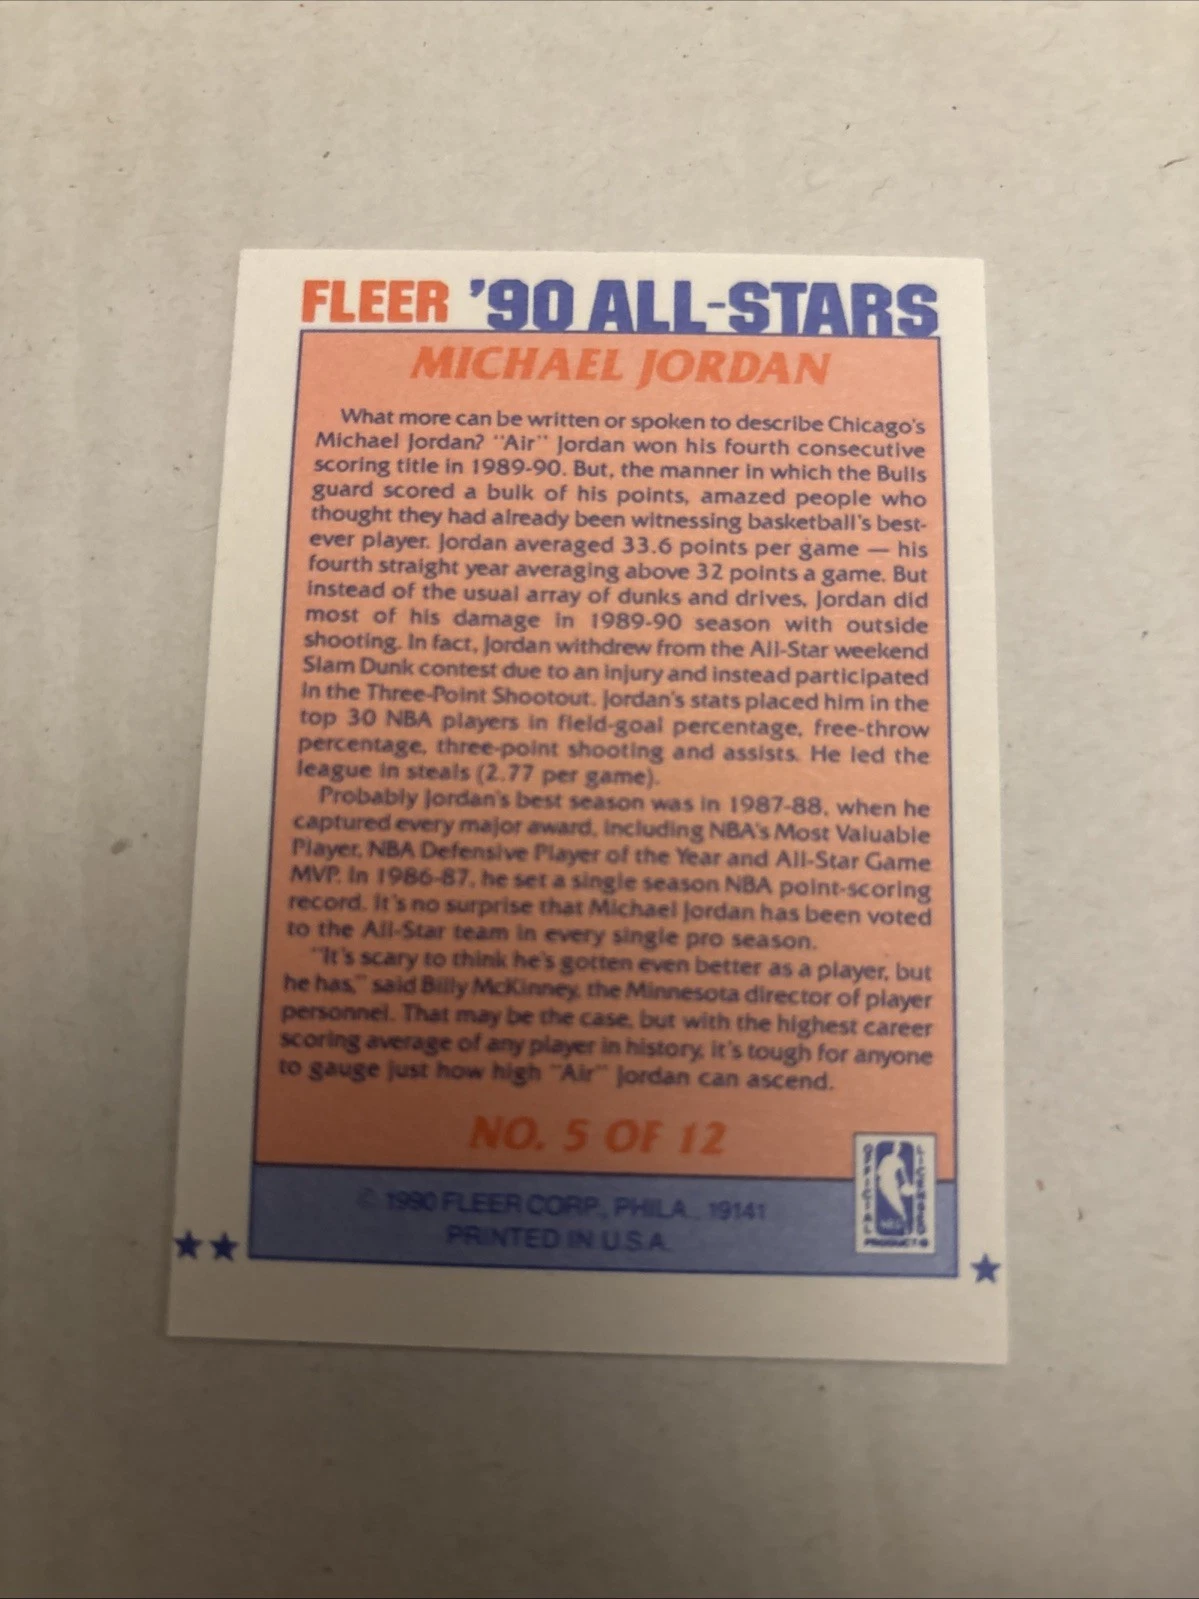 FLEER '90 ALL-STARS
MICHAEL JORDAN
What more can be written or spoken to describe Chicago's
Michael Jordan? "Air" Jordan won his fourth consecutive
scoring title in 1989-90. But, the manner in which the Bulls
guard scored a bulk of his points, amazed people who
thought they had already been witnessing basketball's best-
ever player. Jordan averaged 33.6 points per game — his
fourth straight year averaging above 32 points a game. But
instead of the usual array of dunks and drives, Jordan did
most of his damage in 1989-90 season with outside
shooting. In fact, Jordan withdrew from the All-Star weekend
Slam Dunk contest due to an injury and instead participated
in the Three-Point Shootout. Jordan's stats placed him in the
top 30 NBA players in field-goal percentage, free-throw
percentage, three-point shooting and assists. He led the
league in steals (2.77 per game).
Probably Jordan's best season was in 1987-88, when he
captured every major award, including NBA's Most Valuable
Player, NBA Defensive Player of the Year and All-Star Game
MVP. In 1986-87, he set a single season NBA point-scoring
record. It's no surprise that Michael Jordan has been voted
to the All-Star team in every single pro season.
"It's scary to think he's gotten even better as a player, but
he has," said Billy McKinney, the Minnesota director of player
personnel. That may be the case, but with the highest career
scoring average of any player in history, it's tough for anyone
to gauge just how high "Air" Jordan can ascend.
NO. 5 OF 12
© 1990 FLEER CORP., PHILA., 19141
PRINTED IN U.S.A.
OFFICIAL
LICENSED
NBA
PRODUCT